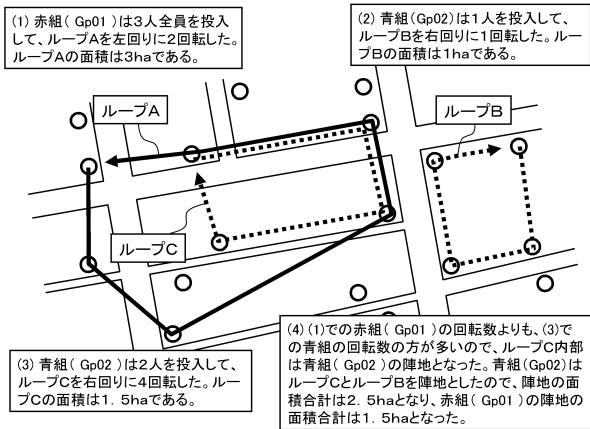 (1) 赤組( Gp01 )は3人全員を投入
して、ループAを左回りに2回転した。
ループAの面積は3haである。
(2) 青組(Gp02)は1人を投入して、
ループBを右回りに1回転した。ルー
プBの面積は1haである。
ループA
ループB
ループC
(3) 青組( Gp02 )は2人を投入して、
ループCを右回りに4回転した。ルー
プCの面積は1. 5haである。
(4) (1)での赤組( Gp01 )の回転数よりも、(3)で
の青組の回転数の方が多いので、ループC内部
は青組( Gp02 )の陣地となった。青組(Gp02)は
ループCとループBを陣地としたので、陣地の面
積合計は2. 5haとなり、赤組( Gp01 )の陣地の
面積合計は1. 5haとなった。